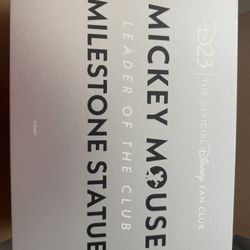 D23 | THE OFFICIAL Disney FAN CLUB
MICKEY MOUSE
LEADER OF THE CLUB
MILESTONE STATUE